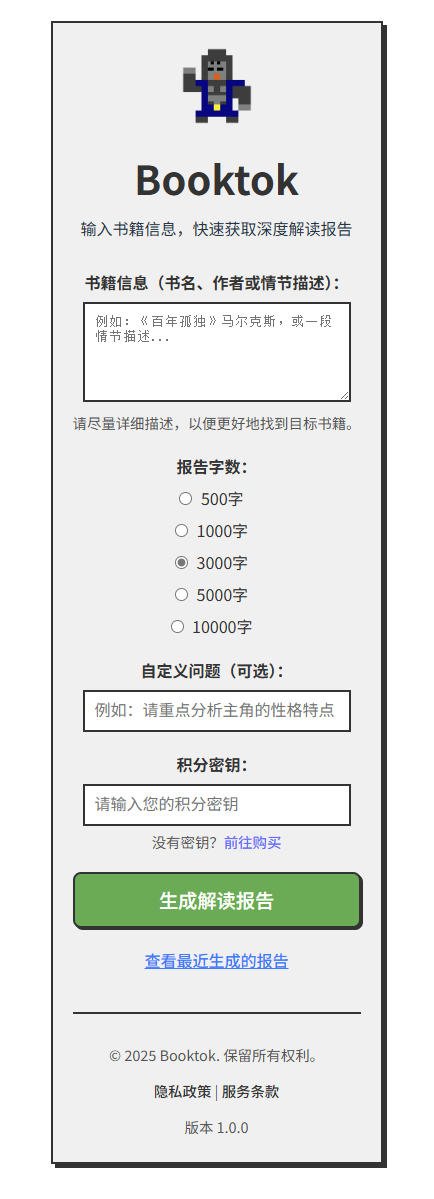 Booktok
输入书籍信息，快速获取深度解读报告
书籍信息（书名、作者或情节描述）：
例如：《百年孤独》马尔克斯，或一段
情节描述...
请尽量详细描述，以便更好地找到目标书籍。
报告字数：
500字
1000字
3000字
5000字
10000字
自定义问题（可选）：
例如：请重点分析主角的性格特点
积分密钥：
请输入您的积分密钥
没有密钥？前往购买
生成解读报告
查看最近生成的报告
© 2025 Booktok. 保留所有权利。
隐私政策 | 服务条款
版本 1.0.0